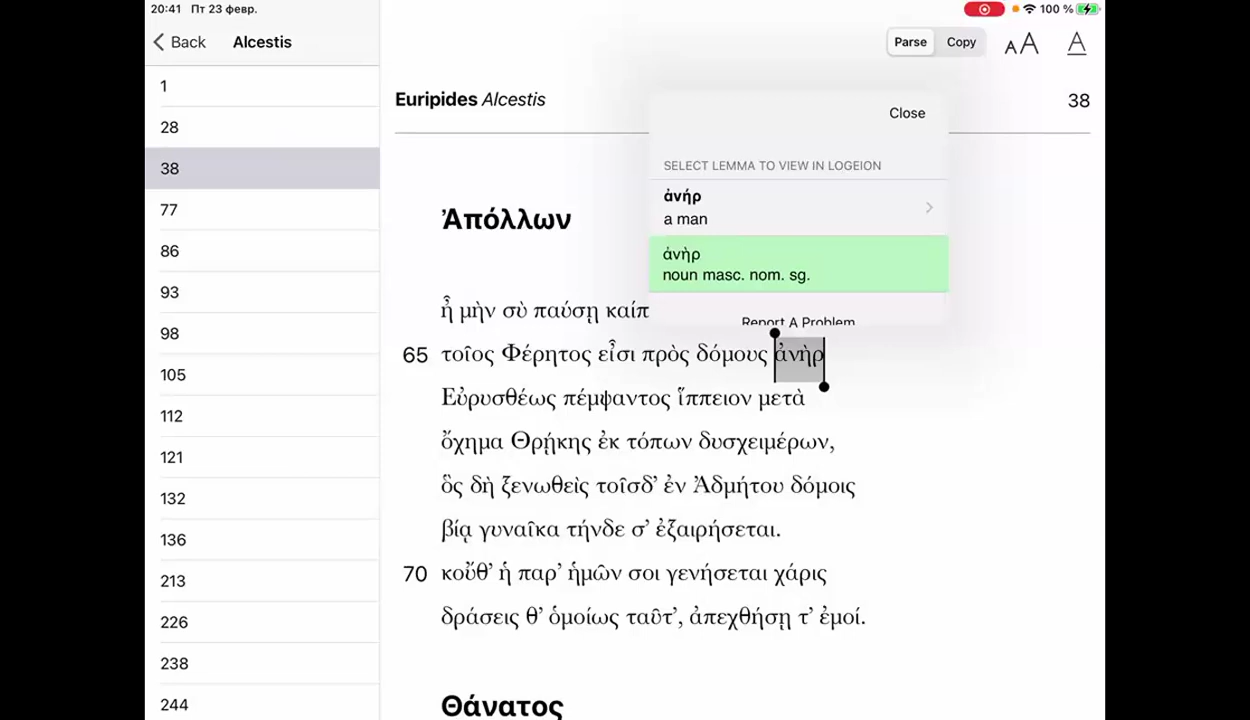 20:41 Пт 23 февр.
100 %
Back
Alcestis
Parse
Copy
AA
A
1
28
38
77
86
93
98
105
112
121
132
136
213
226
238
244
Euripides Alcestis
38
Close
SELECT LEMMA TO VIEW IN LOGEION
ἀνήρ
a man
ἀνὴρ
noun masc. nom. sg.
Report A Problem
Ἀπόλλων
ἦ μὴν σὺ παύσῃ καίπ
65 τοῖος Φέρητος εἶσι πρὸς δόμους ἀνὴρ
Εὐρυσθέως πέμψαντος ἵππειον μετὰ
ὄχημα Θρῄκης ἐκ τόπων δυσχειμέρων,
ὃς δὴ ξενωθεὶς τοῖσδ’ ἐν Ἀδμήτου δόμοις
βίᾳ γυναῖκα τήνδε σ’ ἐξαιρήσεται.
70 κοὔθ’ ἡ παρ’ ἡμῶν σοι γενήσεται χάρις
δράσεις θ’ ὁμοίως ταῦτ’, ἀπεχθήσῃ τ’ ἐμοί.
Θάνατος